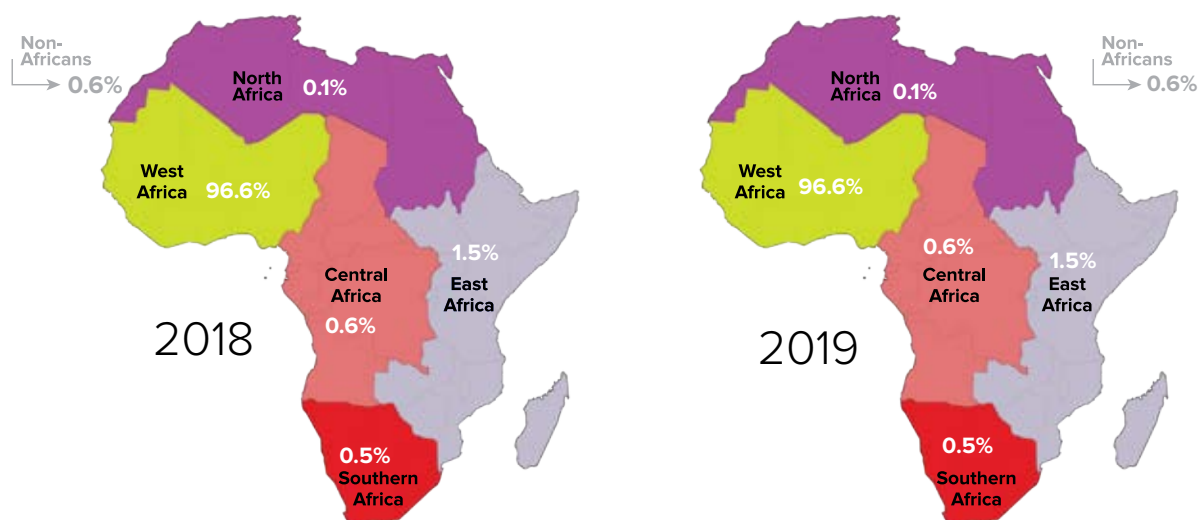 Non-
Africans
0.6%
North
Africa
0.1%
West
Africa
96.6%
1.5%
East
Africa
Central
Africa
0.6%
2018
0.5%
Southern
Africa
Non-
Africans
0.6%
North
Africa
0.1%
West
Africa
96.6%
0.6%
Central
Africa
1.5%
East
Africa
2019
0.5%
Southern
Africa